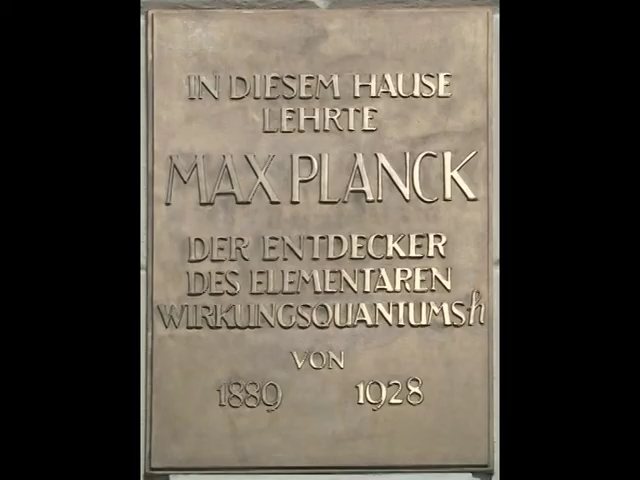 IN DIESEM HAUSE
LEHRTE
MAX PLANCK
DER ENTDECKER
DES ELEMENTAREN
WIRKUNGSQUANTUMS h
VON
1889 1928